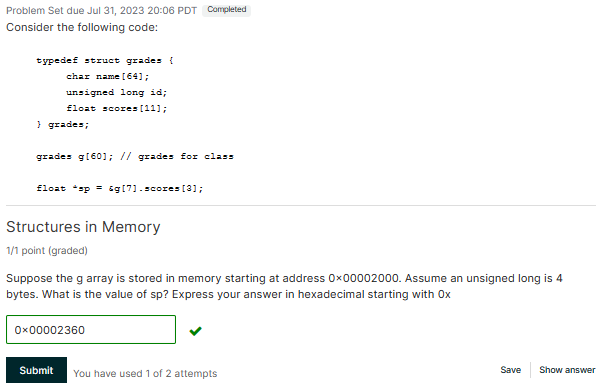 Problem Set due Jul 31, 2023 20:06 PDT Completed
Consider the following code:
typedef struct grades {
char name[64];
unsigned long id;
float scores[11];
} grades;
grades g[60]; // grades for class
float *sp = &g[7].scores[3];
Structures in Memory
1/1 point (graded)
Suppose the g array is stored in memory starting at address 0×00002000. Assume an unsigned long is 4
bytes. What is the value of sp? Express your answer in hexadecimal starting with 0x
0×00002360
Submit You have used 1 of 2 attempts Save Show answer